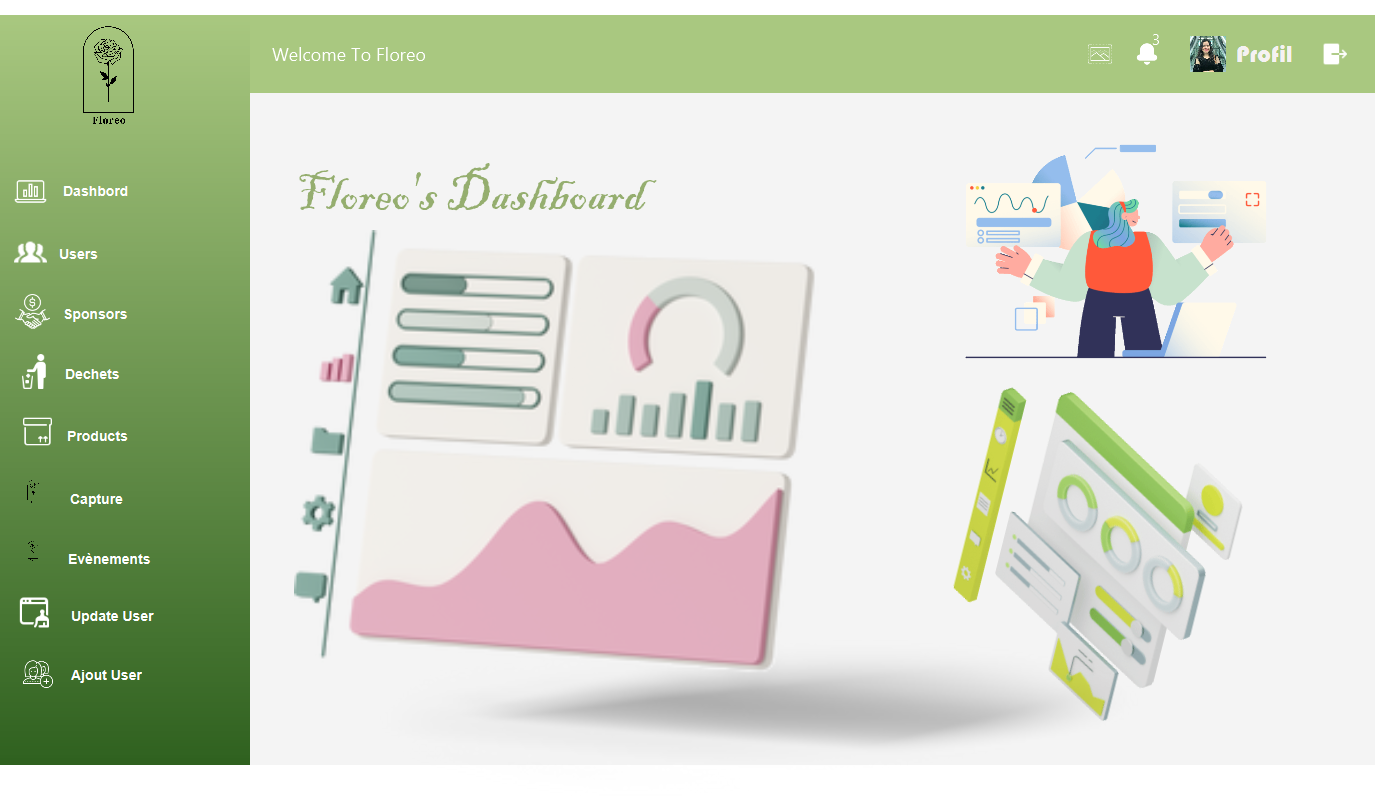 Floreo
Welcome To Floreo
3
Profil
Dashbord
Users
Sponsors
Dechets
Products
Capture
Evènements
Update User
Ajout User
Floreo's Dashboard